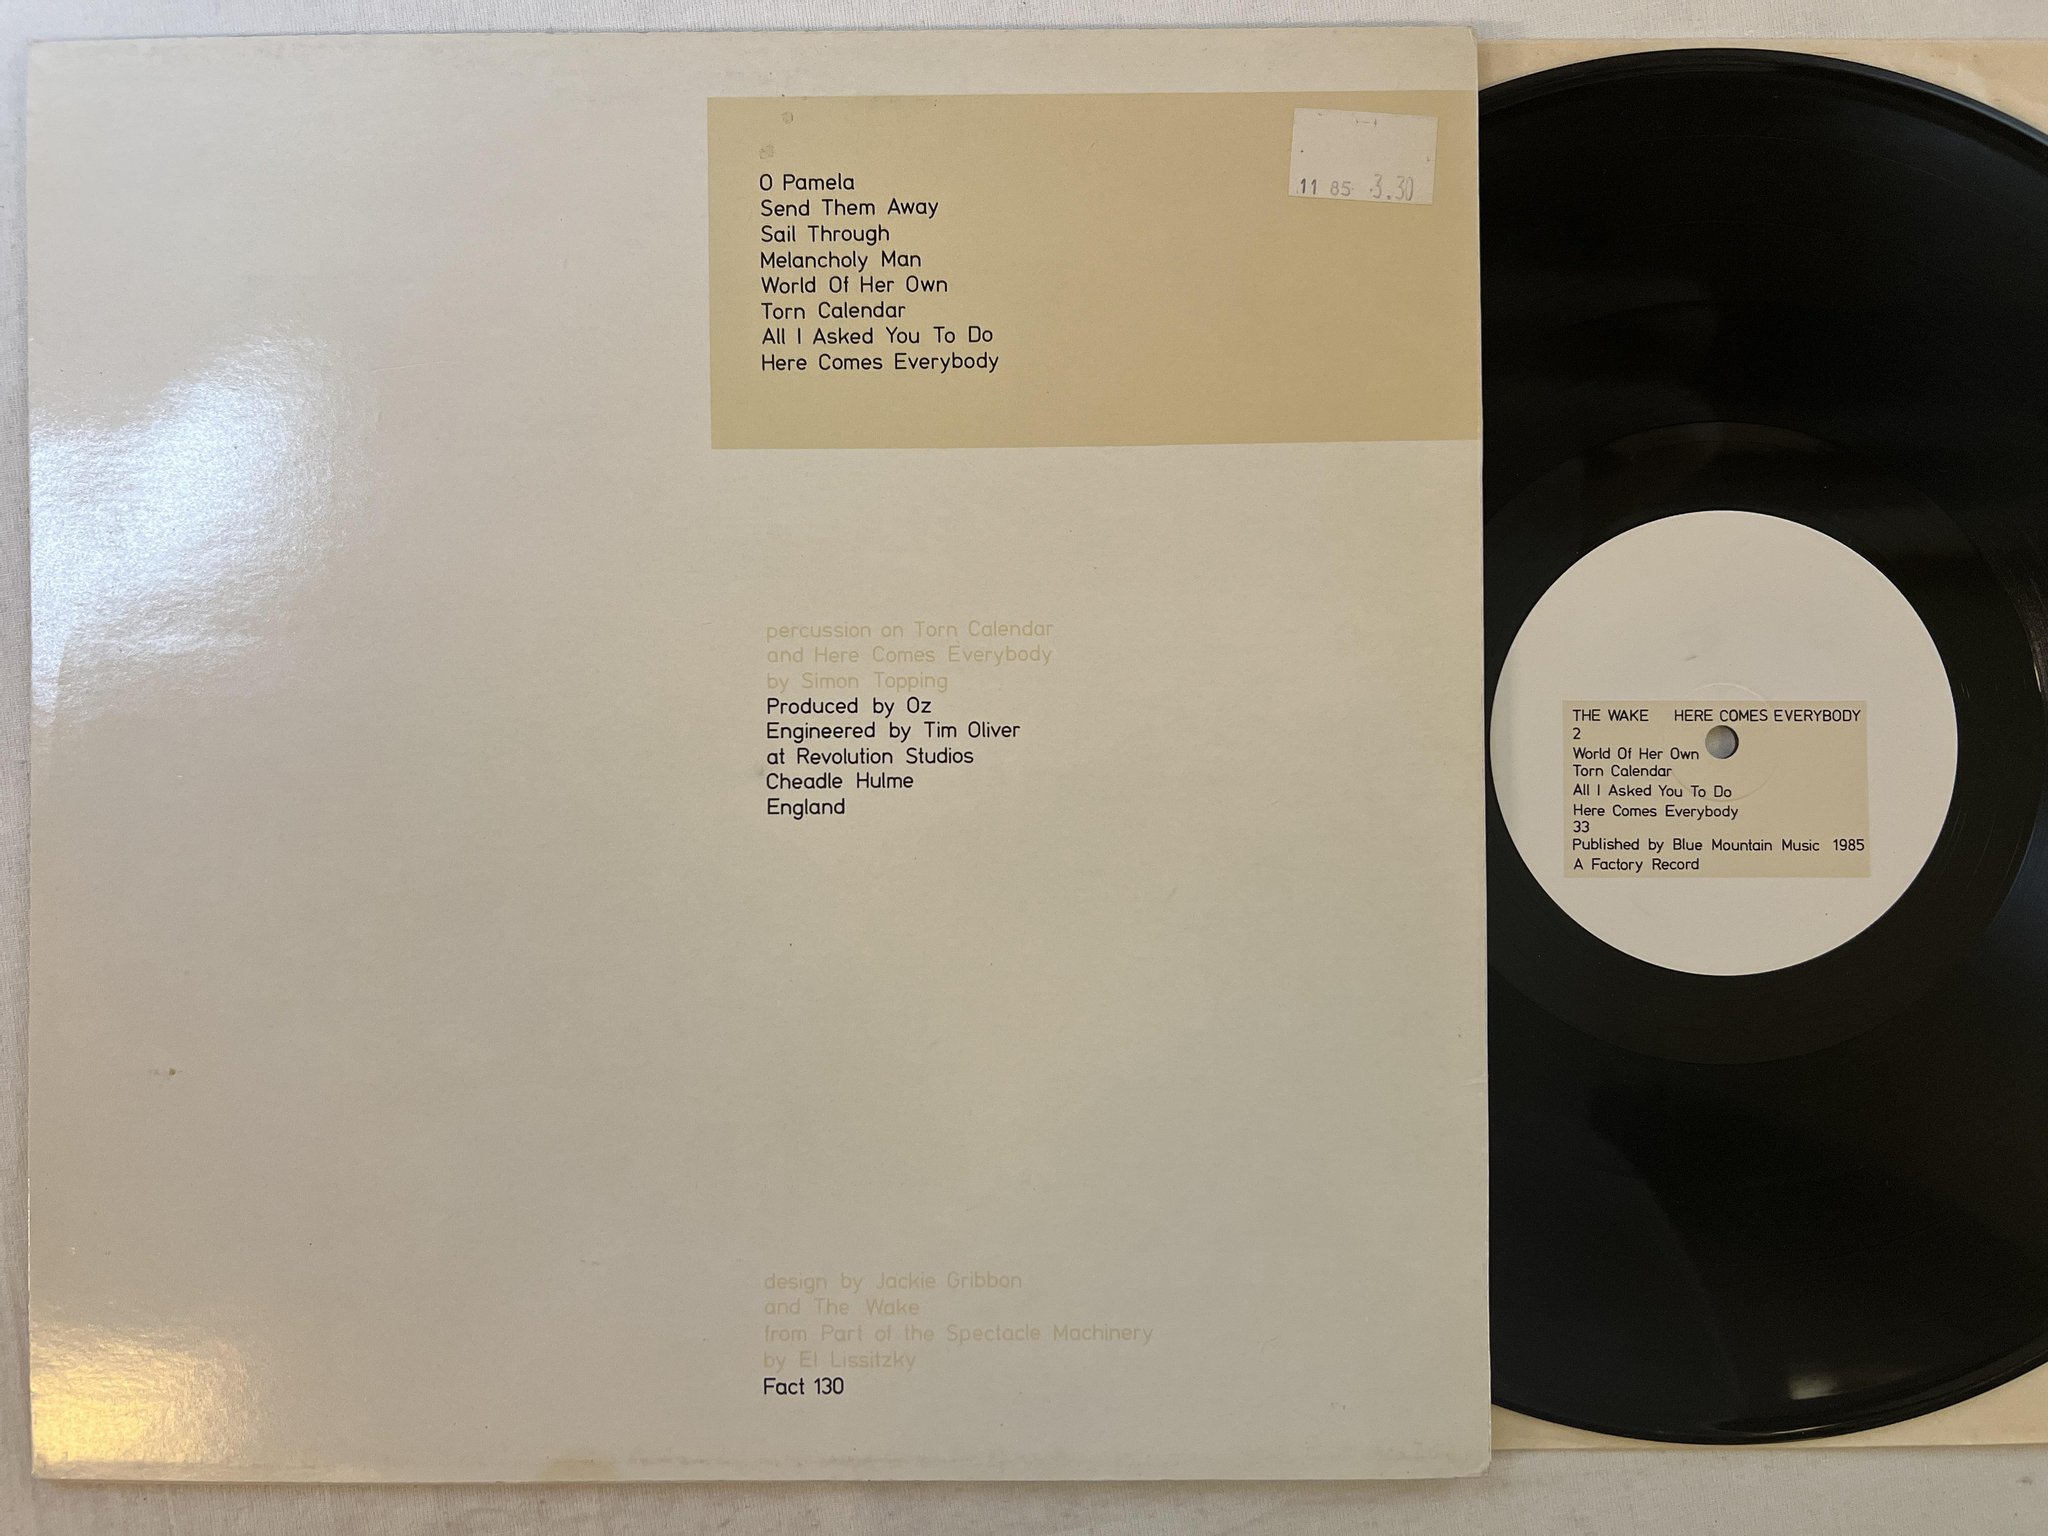 O Pamela
Send Them Away
Sail Through
Melancholy Man
World Of Her Own
Torn Calendar
All I Asked You To Do
Here Comes Everybody
11 85 3.30
percussion on Torn Calendar
and Here Comes Everybody
by Simon Topping
Produced by Oz
Engineered by Tim Oliver
at Revolution Studios
Cheadle Hulme
England
design by Jackie Gribbon
and The Wake
from Part of the Spectacle Machinery
by El Lissitzky
Fact 130
THE WAKE HERE COMES EVERYBODY
2
World Of Her Own
Torn Calendar
All I Asked You To Do
Here Comes Everybody
33
Published by Blue Mountain Music 1985
A Factory Record